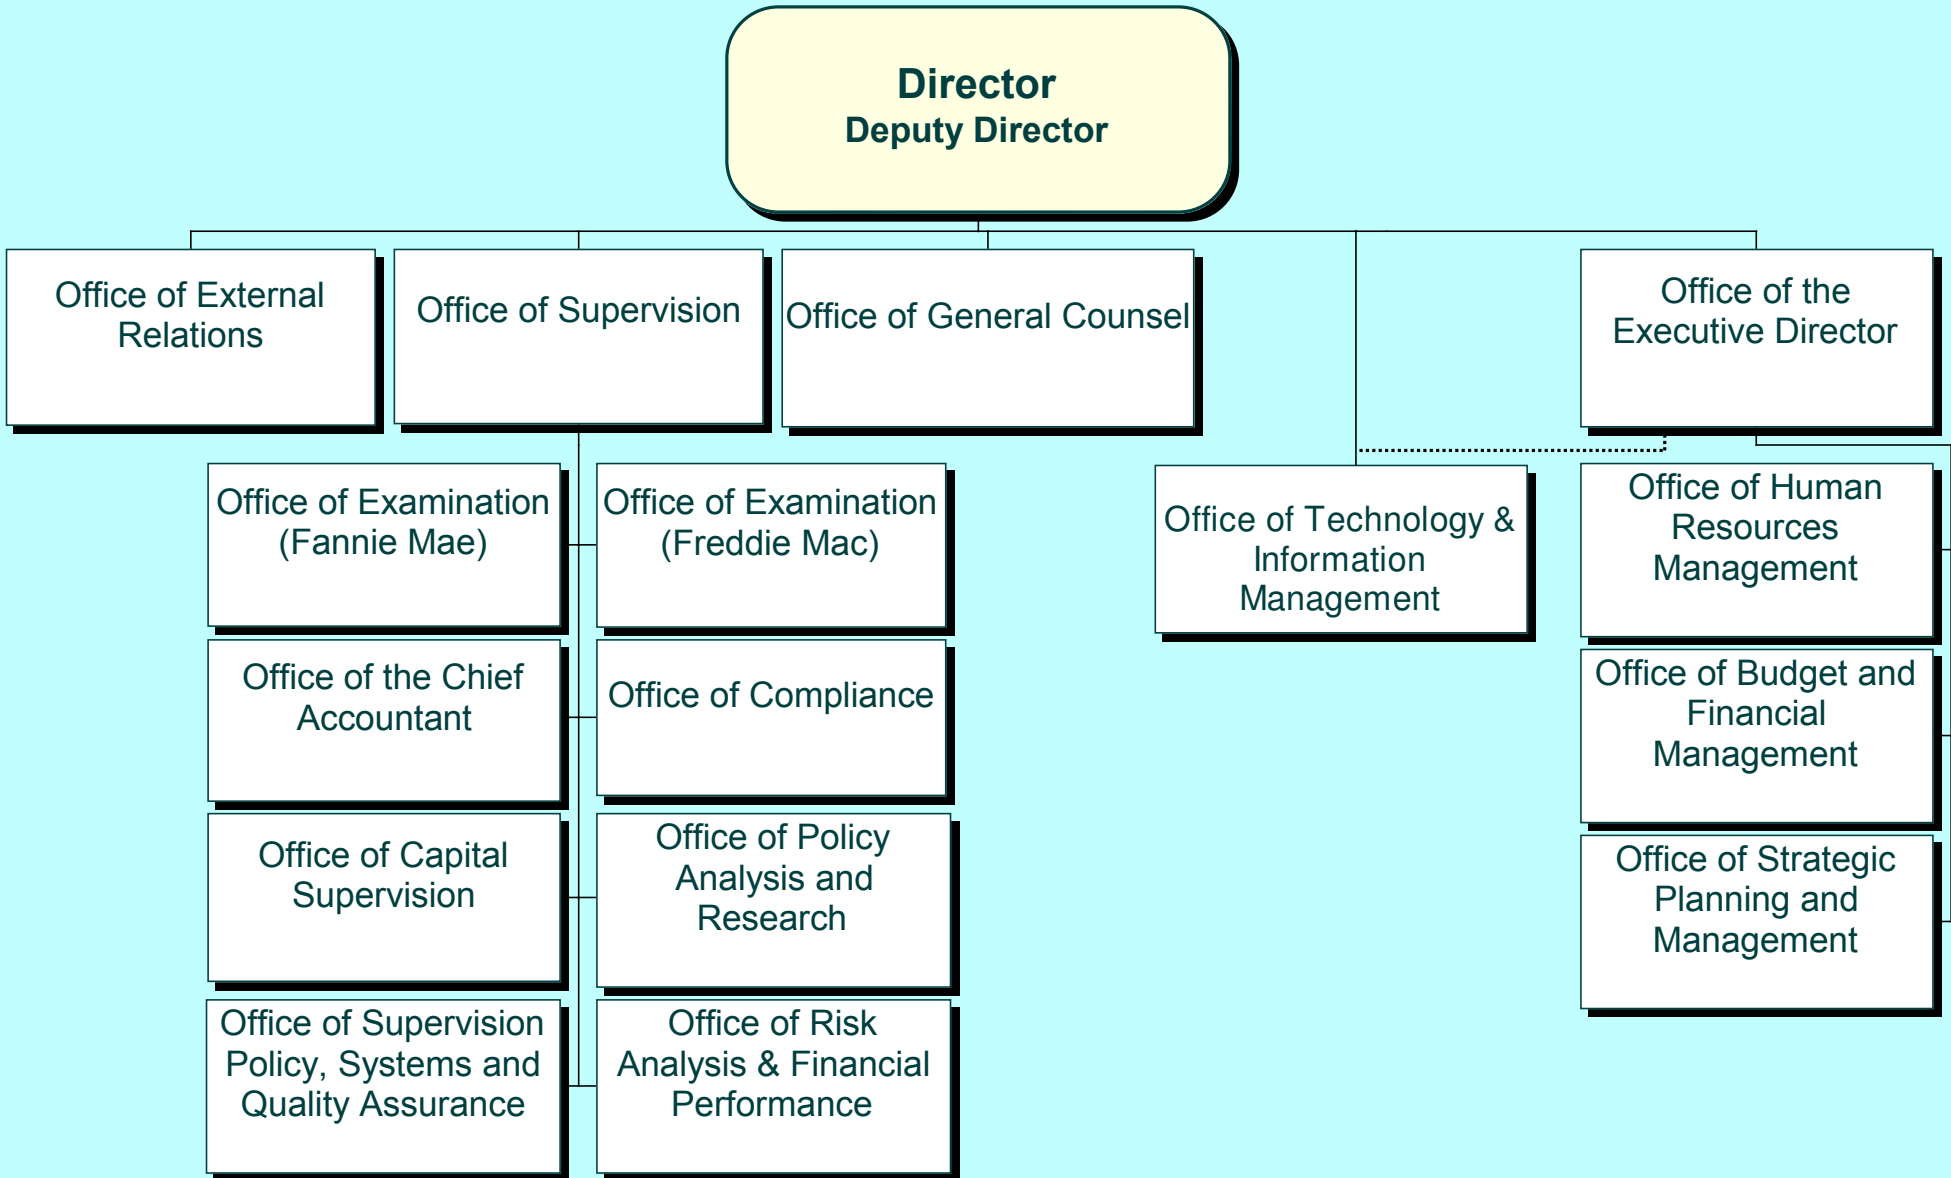 Director
Deputy Director
Office of External
Relations
Office of Supervision
Office of General Counsel
Office of the
Executive Director
Office of Examination
(Fannie Mae)
Office of Examination
(Freddie Mac)
Office of Technology &
Information
Management
Office of Human
Resources
Management
Office of the Chief
Accountant
Office of Compliance
Office of Budget and
Financial
Management
Office of Capital
Supervision
Office of Policy
Analysis and
Research
Office of Strategic
Planning and
Management
Office of Supervision
Policy, Systems and
Quality Assurance
Office of Risk
Analysis & Financial
Performance